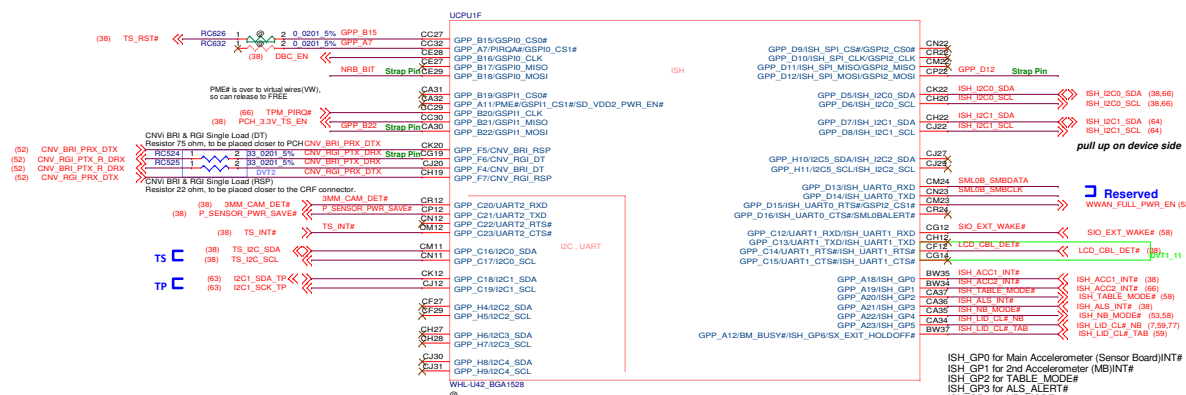 UCPU1F
(38) TS_RST# RC626 1 @ 2 0_0201_5% GPP_B15 CC27 GPP_B15/GSPI0_CS0#
RC632 1 @ 2 0_0201_5% GPP_A7 CC32 GPP_A7/PIRQA#/GSPI0_CS1#
(38) DBC_EN CE28 GPP_B16/GSPI0_CLK
CE27 GPP_B17/GSPI0_MISO
NRB_BIT Strap Pin CE29 GPP_B18/GSPI0_MOSI
PME# is over to virtual wires(VW),
so can release to FREE
CA31 GPP_B19/GSPI1_CS0#
CA32 GPP_A11/PME#/GSPI1_CS1#/SD_VDD2_PWR_EN#
(66) TPM_PIRQ# CC29 GPP_B20/GSPI1_CLK
(38) PCH_3.3V_TS_EN CC30 GPP_B21/GSPI1_MISO
GPP_B22 Strap Pin CA30 GPP_B22/GSPI1_MOSI
CNVi BRI & RGI Single Load (DT)
Resistor 75 ohm, to be placed closer to PCH
(52) CNV_BRI_PRX_DTX CNV_BRI_PRX_DTX CK20 GPP_F5/CNV_BRI_RSP
(52) CNV_RGI_PTX_R_DRX RC524 1 2 33_0201_5% CNV_RGI_PTX_DRX Strap Pin CG19 GPP_F6/CNV_RGI_DT
(52) CNV_BRI_PTX_R_DRX RC525 1 2 33_0201_5% CNV_BRI_PTX_DRX CJ20 GPP_F4/CNV_BRI_DT
(52) CNV_RGI_PRX_DTX DVT2 CNV_RGI_PRX_DTX CH19 GPP_F7/CNV_RGI_RSP
CNVi BRI & RGI Single Load (RSP)
Resistor 22 ohm, to be placed closer to the CRF connector.
(38) 3MM_CAM_DET# 3MM_CAM_DET# CR12 GPP_C20/UART2_RXD
(38) P_SENSOR_PWR_SAVE# P_SENSOR_PWR_SAVE# CP12 GPP_C21/UART2_TXD
CN12 GPP_C22/UART2_RTS#
(38) TS_INT# TS_INT# CM12 GPP_C23/UART2_CTS#
TS
(38) TS_I2C_SDA CM11 GPP_C16/I2C0_SDA
(38) TS_I2C_SCL CN11 GPP_C17/I2C0_SCL
TP
(63) I2C1_SDA_TP CK12 GPP_C18/I2C1_SDA
(63) I2C1_SCK_TP CJ12 GPP_C19/I2C1_SCL
CF27 GPP_H4/I2C2_SDA
CF29 GPP_H5/I2C2_SCL
CH27 GPP_H6/I2C3_SDA
CH28 GPP_H7/I2C3_SCL
CJ30 GPP_H8/I2C4_SDA
CJ31 GPP_H9/I2C4_SCL
WHL-U42_BGA1528
@
ISH
I2C , UART
GPP_D9/ISH_SPI_CS#/GSPI2_CS0# CN22
GPP_D10/ISH_SPI_CLK/GSPI2_CLK CR22
GPP_D11/ISH_SPI_MISO/GSPI2_MISO CM22
GPP_D12/ISH_SPI_MOSI/GSPI2_MOSI CP22 GPP_D12 Strap Pin
GPP_D5/ISH_I2C0_SDA CK22 ISH_I2C0_SDA ISH_I2C0_SDA (38,66)
GPP_D6/ISH_I2C0_SCL CH20 ISH_I2C0_SCL ISH_I2C0_SCL (38,66)
GPP_D7/ISH_I2C1_SDA CH22 ISH_I2C1_SDA ISH_I2C1_SDA (64)
GPP_D8/ISH_I2C1_SCL CJ22 ISH_I2C1_SCL ISH_I2C1_SCL (64)
pull up on device side
GPP_H10/I2C5_SDA/ISH_I2C2_SDA CJ27
GPP_H11/I2C5_SCL/ISH_I2C2_SCL CJ29
GPP_D13/ISH_UART0_RXD CM24 SML0B_SMBDATA
GPP_D14/ISH_UART0_TXD CN23 SML0B_SMBCLK
Reserved
GPP_D15/ISH_UART0_RTS#/GSPI2_CS1# CM23 WWAN_FULL_PWR_EN
GPP_D16/ISH_UART0_CTS#/SML0BALERT# CR24
GPP_C12/UART1_RXD/ISH_UART1_RXD CG12 SIO_EXT_WAKE# SIO_EXT_WAKE# (58)
GPP_C13/UART1_TXD/ISH_UART1_TXD CH12
GPP_C14/UART1_RTS#/ISH_UART1_RTS# CF12 LCD_CBL_DET# LCD_CBL_DET# (38)
GPP_C15/UART1_CTS#/ISH_UART1_CTS# CG14 DVT1_11
GPP_A18/ISH_GP0 BW35 ISH_ACC1_INT# ISH_ACC1_INT# (38)
GPP_A19/ISH_GP1 BW34 ISH_ACC2_INT# ISH_ACC2_INT# (66)
GPP_A20/ISH_GP2 CA37 ISH_TABLE_MODE# ISH_TABLE_MODE# (58)
GPP_A21/ISH_GP3 CA36 ISH_ALS_INT# ISH_ALS_INT# (38)
GPP_A22/ISH_GP4 CA35 ISH_NB_MODE# ISH_NB_MODE# (53,58)
GPP_A23/ISH_GP5 CA34 ISH_LID_CL#_NB ISH_LID_CL#_NB (7,59,77)
GPP_A12/BM_BUSY#/ISH_GP6/SX_EXIT_HOLDOFF# BW37 ISH_LID_CL#_TAB ISH_LID_CL#_TAB (59)
ISH_GP0 for Main Accelerometer (Sensor Board)INT#
ISH_GP1 for 2nd Accelerometer (MB)INT#
ISH_GP2 for TABLE_MODE#
ISH_GP3 for ALS_ALERT#